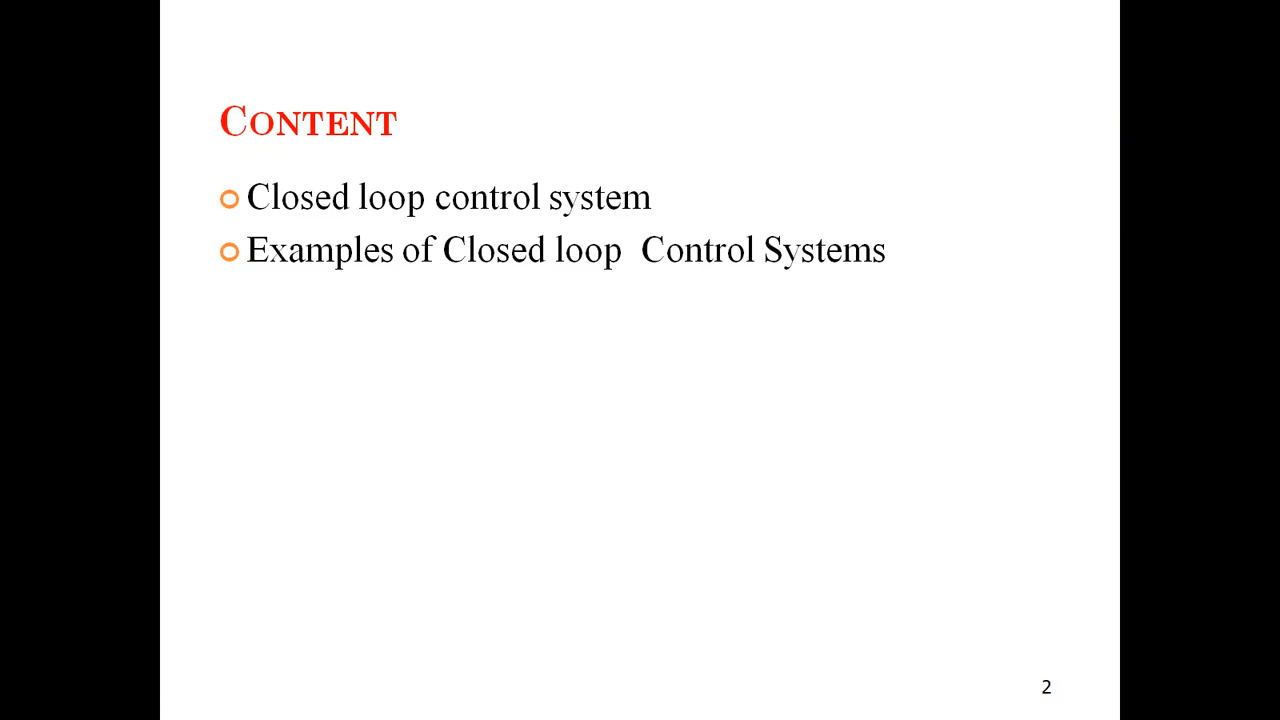 CONTENT
Closed loop control system
Examples of Closed loop  Control Systems
2